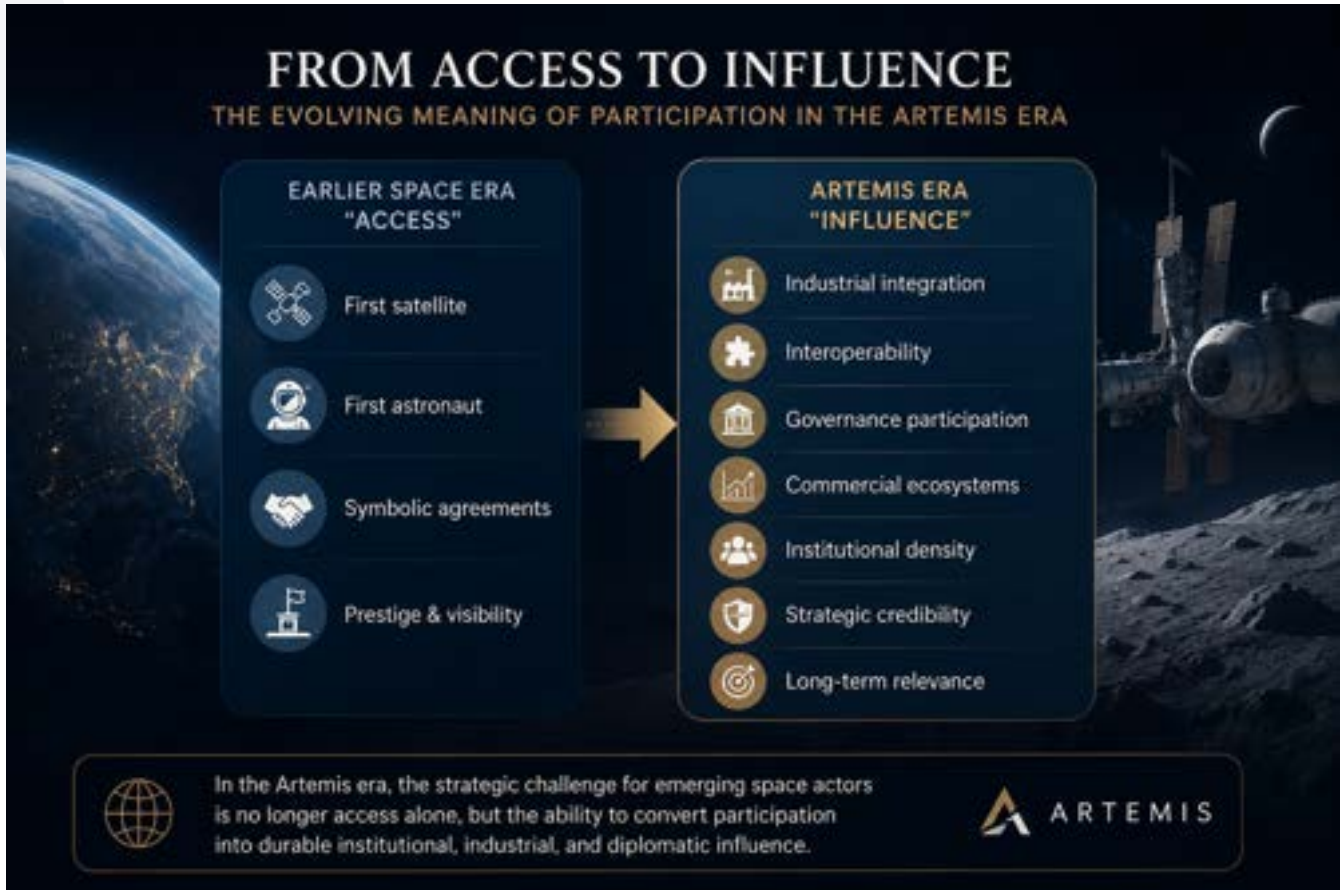 FROM ACCESS TO INFLUENCE
THE EVOLVING MEANING OF PARTICIPATION IN THE ARTEMIS ERA
EARLIER SPACE ERA
"ACCESS"
First satellite
First astronaut
Symbolic agreements
Prestige & visibility
ARTEMIS ERA
"INFLUENCE"
Industrial integration
Interoperability
Governance participation
Commercial ecosystems
Institutional density
Strategic credibility
Long-term relevance
In the Artemis era, the strategic challenge for emerging space actors
is no longer access alone, but the ability to convert participation
into durable institutional, industrial, and diplomatic influence.
ARTEMIS